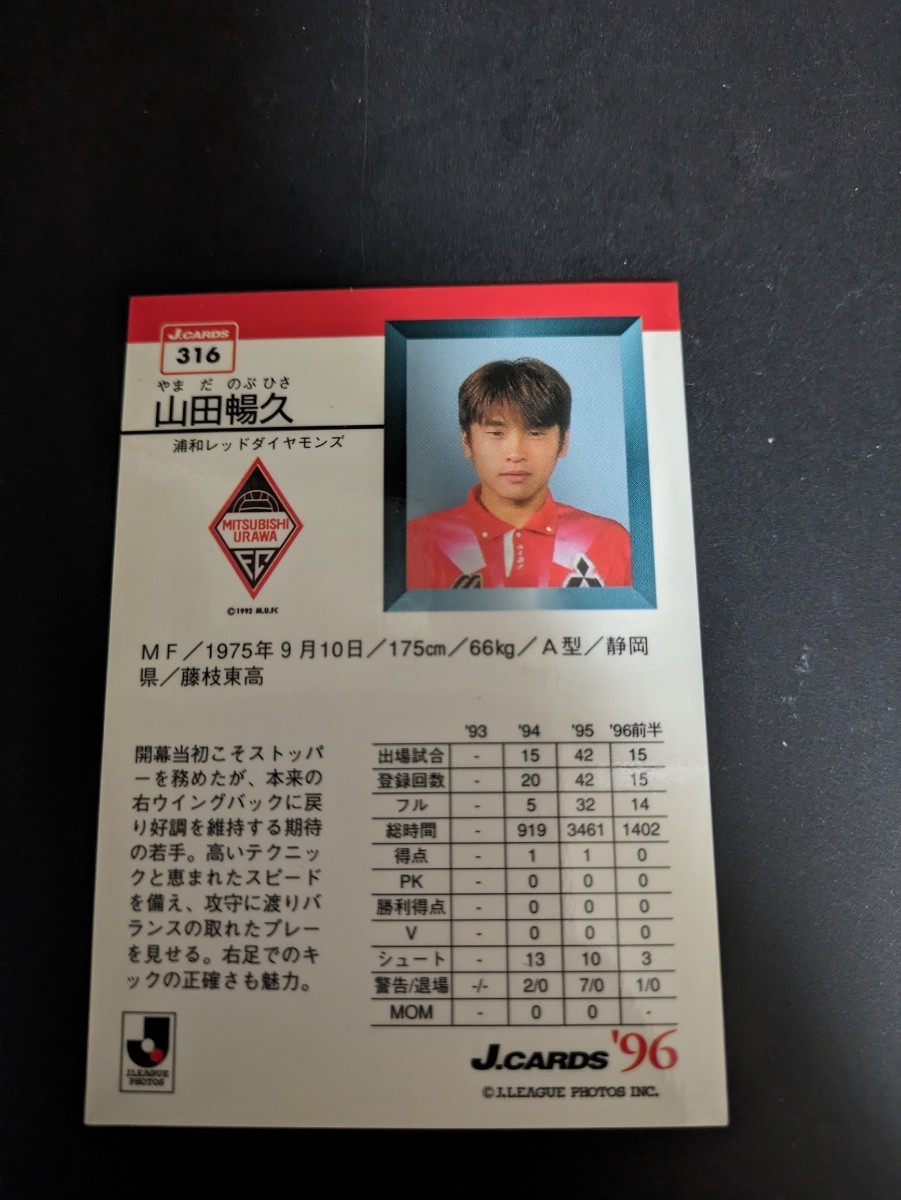 J.CARDS
316
やまだ のぶひさ
山田暢久
浦和レッドダイヤモンズ
MITSUBISHI
URAWA
FC
©1992 M.U.FC
MF／1975年9月10日／175cm／66kg／A型／静岡
県／藤枝東高
開幕当初こそストッパ
ーを務めたが、本来の
右ウイングバックに戻
り好調を維持する期待
の若手。高いテクニッ
クと恵まれたスピード
を備え、攻守に渡りバ
ランスの取れたプレー
を見せる。右足でのキ
ックの正確さも魅力。
'93 '94 '95 '96前半
出場試合 - 15 42 15
登録回数 - 20 42 15
フル - 5 32 14
総時間 - 919 3461 1402
得点 - 1 1 0
PK - 0 0 0
勝利得点 - 0 0 0
V - 0 0 0
シュート - 13 10 3
警告/退場 -/- 2/0 7/0 1/0
MOM - 0 0 -
J.LEAGUE
PHOTOS
J.CARDS '96
©J.LEAGUE PHOTOS INC.